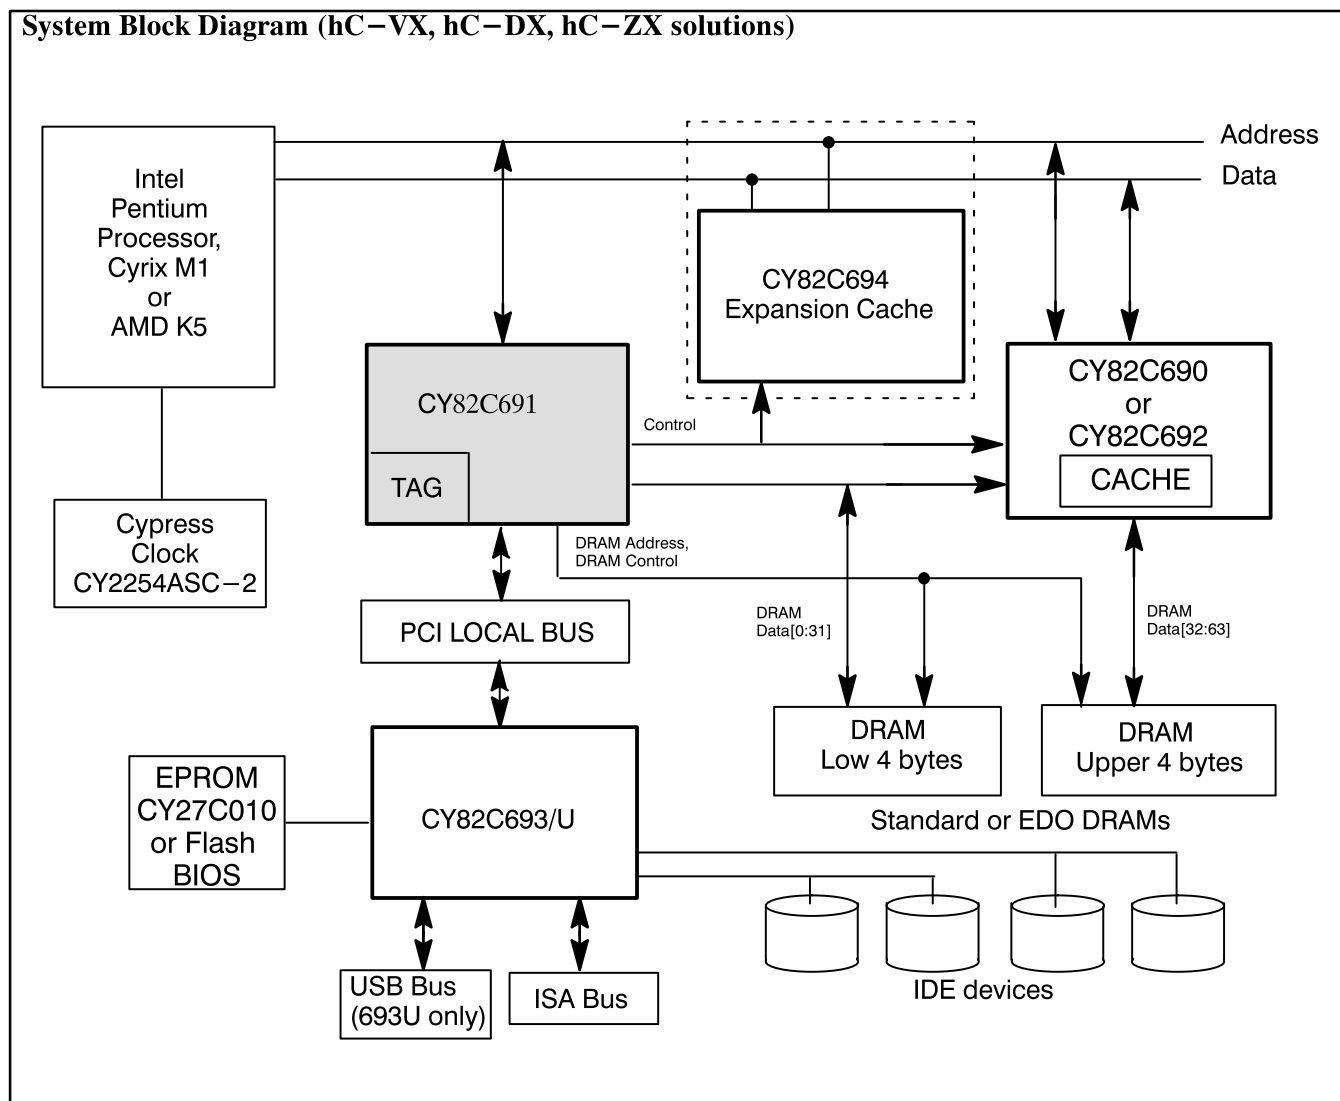 System Block Diagram (hC−VX, hC−DX, hC−ZX solutions)
Address
Data
Intel
Pentium
Processor,
Cyrix M1
or
AMD K5
CY82C694
Expansion Cache
CY82C691
TAG
Control
CY82C690
or
CY82C692
CACHE
Cypress
Clock
CY2254ASC−2
DRAM Address,
DRAM Control
PCI LOCAL BUS
DRAM
Data[0:31]
DRAM
Data[32:63]
DRAM
Low 4 bytes
DRAM
Upper 4 bytes
Standard or EDO DRAMs
EPROM
CY27C010
or Flash
BIOS
CY82C693/U
USB Bus
(693U only)
ISA Bus
IDE devices